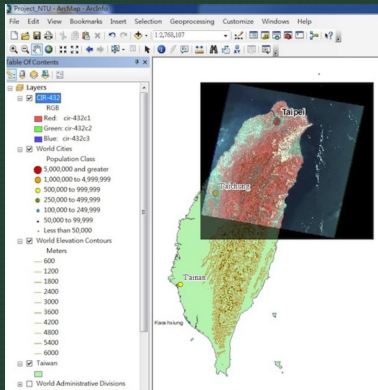 Project_NTU - ArcMap - ArcInfo
File Edit View Bookmarks Insert Selection Geoprocessing Customize Windows Help
1:2,768,107
Table Of Contents
Layers
CIR-432
RGB
Red: cir-432c1
Green: cir-432c2
Blue: cir-432c3
World Cities
Population Class
5,000,000 and greater
1,000,000 to 4,999,999
500,000 to 999,999
250,000 to 499,999
100,000 to 249,999
50,000 to 99,999
Less than 50,000
World Elevation Contours
Meters
600
1200
1800
2400
3000
3600
4200
4800
5400
6000
Taiwan
World Administrative Divisions
Taipei
Taichung
Tainan
Kaohsiung